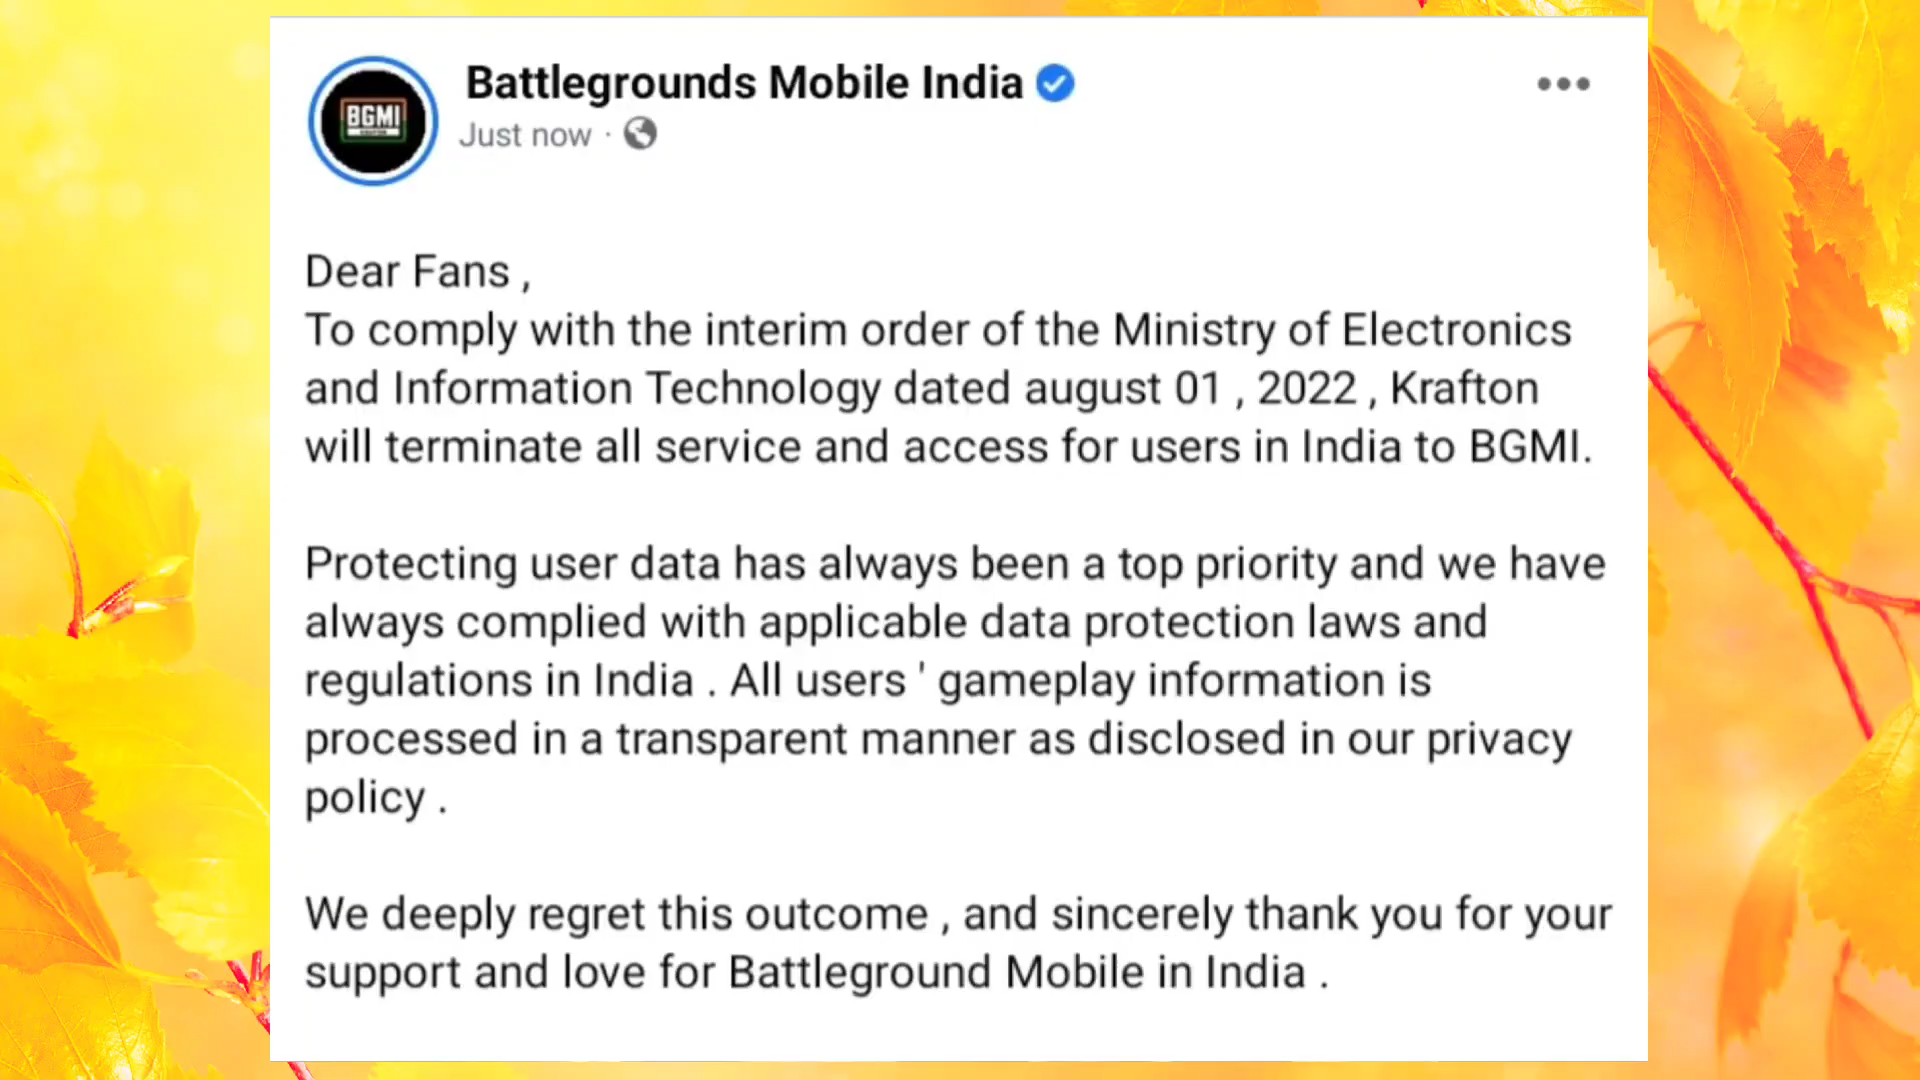 BGMI
Battlegrounds Mobile India
Just now ·
Dear Fans ,
To comply with the interim order of the Ministry of Electronics
and Information Technology dated august 01 , 2022 , Krafton
will terminate all service and access for users in India to BGMI.
Protecting user data has always been a top priority and we have
always complied with applicable data protection laws and
regulations in India . All users ' gameplay information is
processed in a transparent manner as disclosed in our privacy
policy .
We deeply regret this outcome , and sincerely thank you for your
support and love for Battleground Mobile in India .